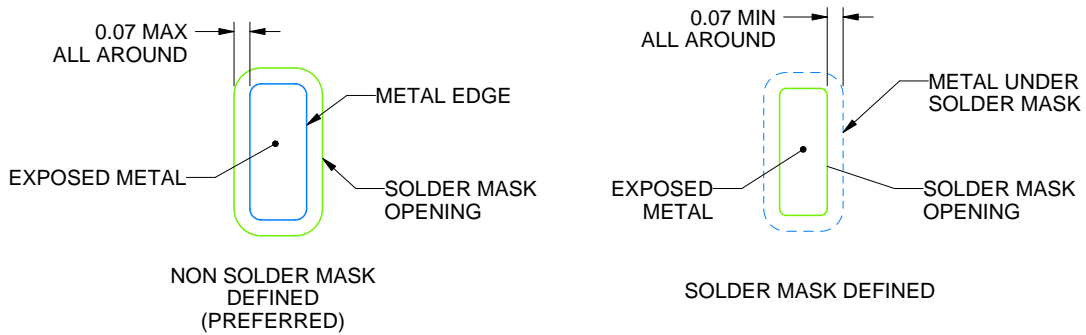 0.07 MAX
ALL AROUND
METAL EDGE
EXPOSED METAL
SOLDER MASK
OPENING
NON SOLDER MASK
DEFINED
(PREFERRED)
0.07 MIN
ALL AROUND
METAL UNDER
SOLDER MASK
EXPOSED
METAL
SOLDER MASK
OPENING
SOLDER MASK DEFINED